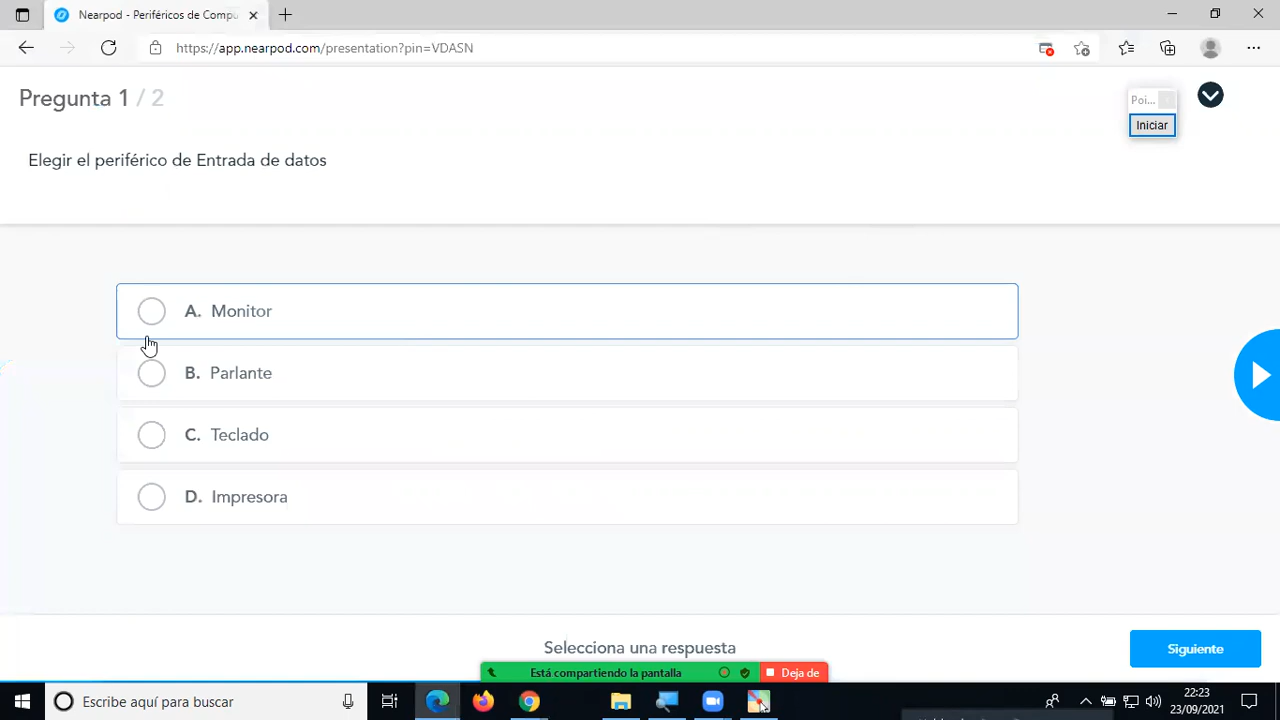 Nearpod - Periféricos de Compu
https://app.nearpod.com/presentation?pin=VDASN
Pregunta 1 / 2
Poi...
Iniciar
Elegir el periférico de Entrada de datos
A. Monitor
B. Parlante
C. Teclado
D. Impresora
Selecciona una respuesta
Siguiente
Está compartiendo la pantalla
Deja de
Escribe aquí para buscar
22:23
23/09/2021